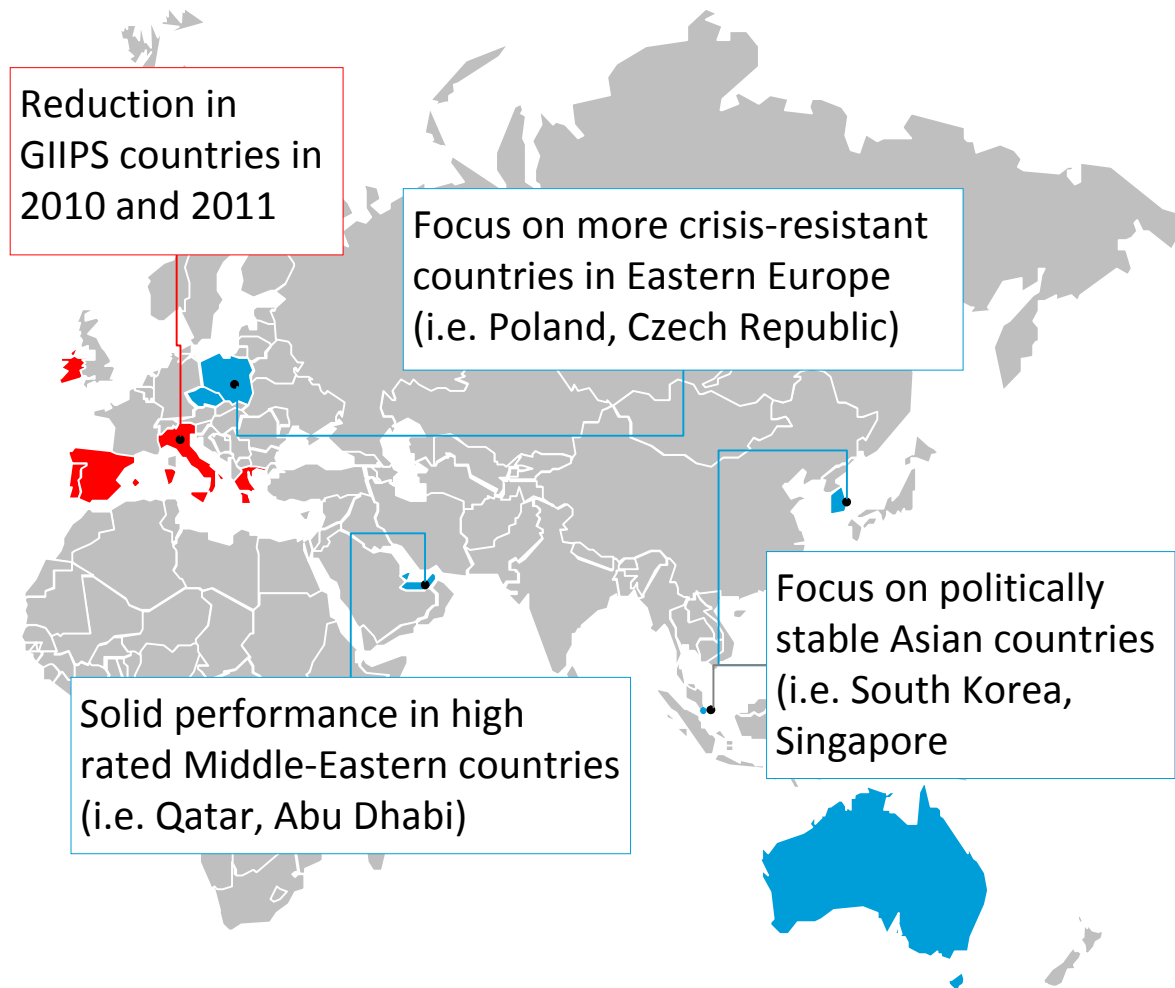 Reduction in
GIIPS countries in
2010 and 2011
Focus on more crisis-resistant
countries in Eastern Europe
(i.e. Poland, Czech Republic)
Focus on politically
stable Asian countries
(i.e. South Korea,
Singapore
Solid performance in high
rated Middle-Eastern countries
(i.e. Qatar, Abu Dhabi)